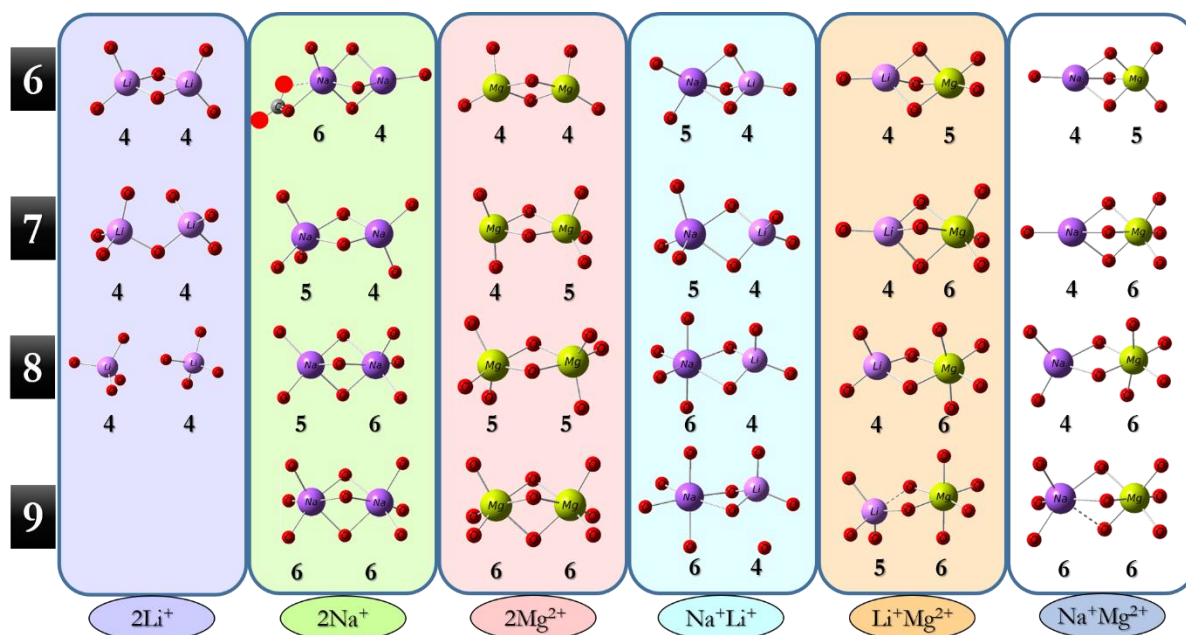 6 Li Li Na Na Mg Mg Na Li Li Mg Na Mg
4 4 6 4 4 4 5 4 4 5 4 5
7 Li Li Na Na Mg Mg Na Li Li Mg Na Mg
4 4 5 4 4 5 5 4 4 6 4 6
8 Li Li Na Na Mg Mg Na Li Li Mg Na Mg
4 4 5 6 5 5 6 4 4 6 4 6
9 Na Na Mg Mg Na Li Li Mg Na Mg
6 6 6 6 6 4 5 6 6 6
2Li⁺ 2Na⁺ 2Mg²⁺ Na⁺Li⁺ Li⁺Mg²⁺ Na⁺Mg²⁺